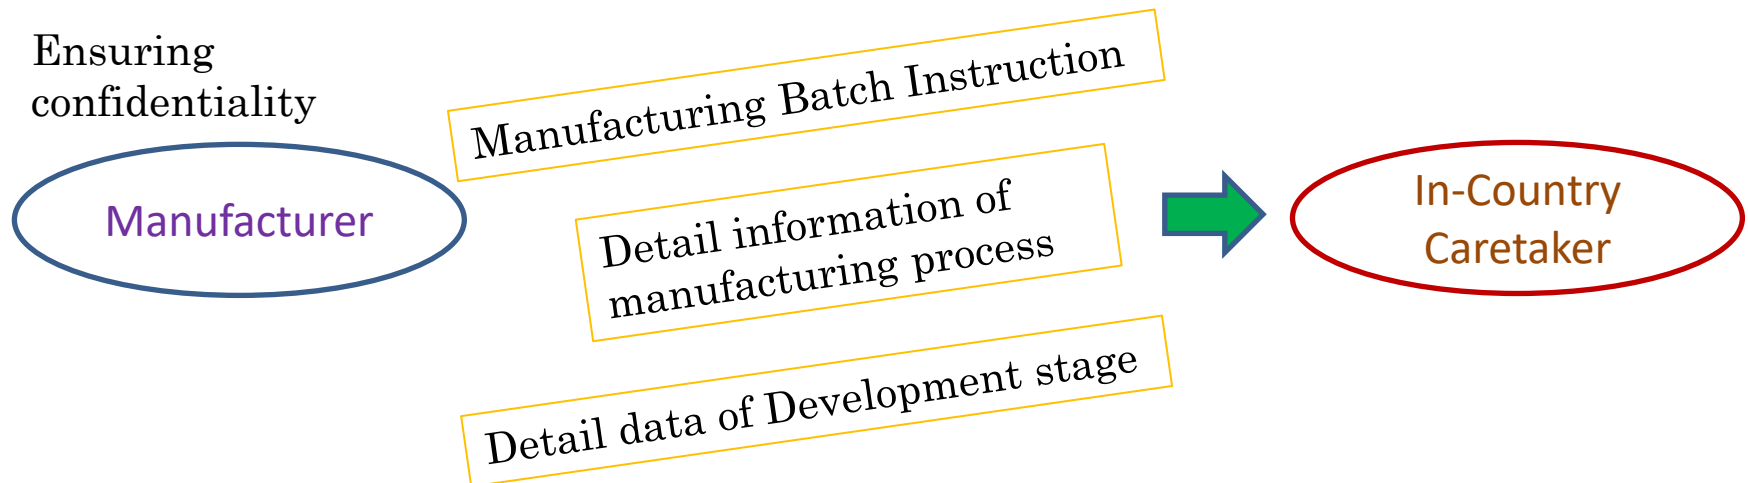 Ensuring
confidentiality
Manufacturer
Manufacturing Batch Instruction
Detail information of
manufacturing process
Detail data of Development stage
In-Country
Caretaker